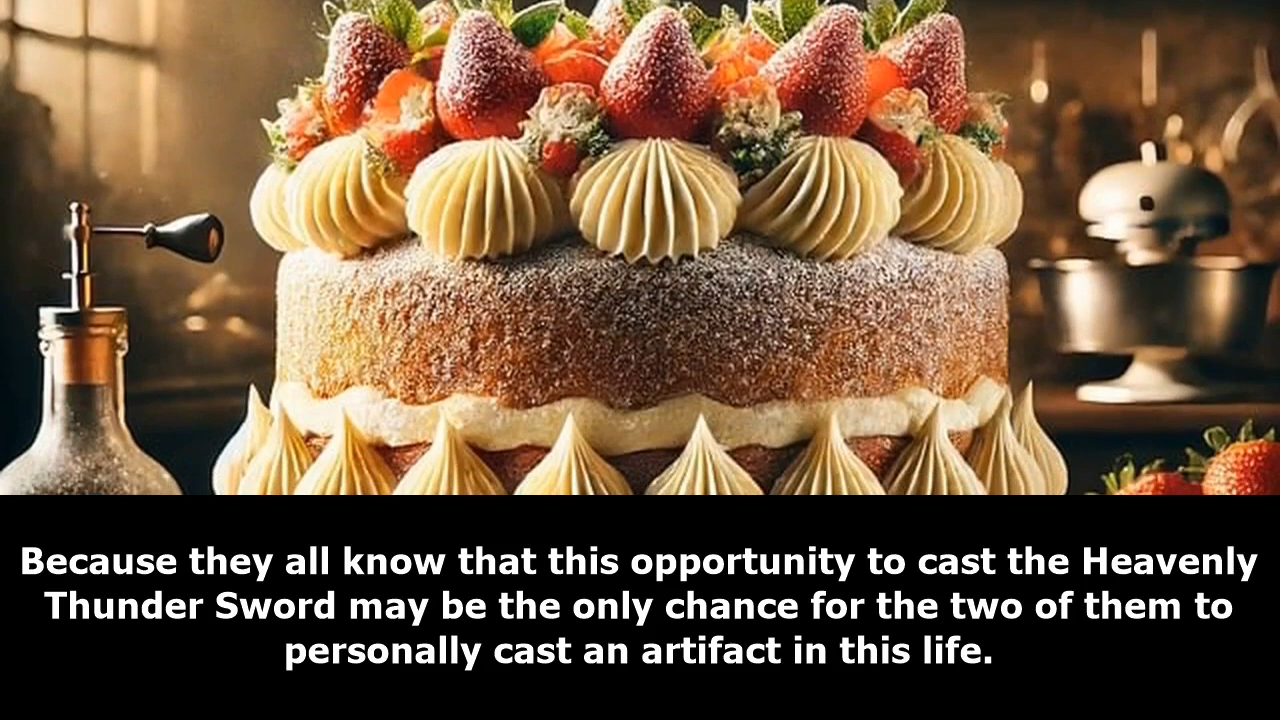 Because they all know that this opportunity to cast the Heavenly
Thunder Sword may be the only chance for the two of them to
personally cast an artifact in this life.